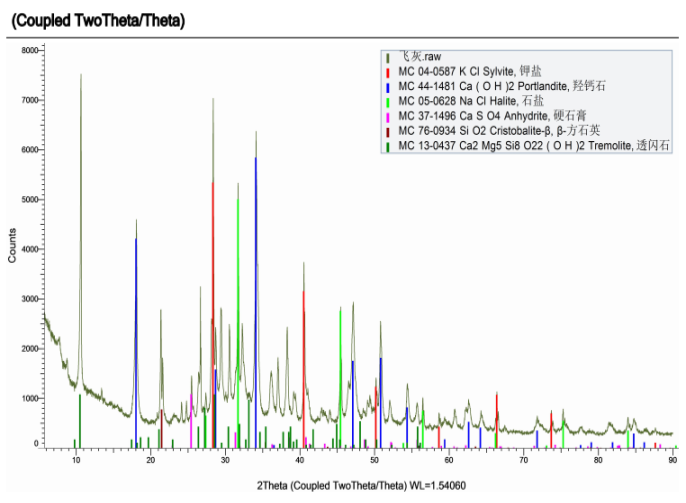 (Coupled TwoTheta/Theta)
8000
7000
6000
5000
4000
3000
2000
1000
0
Counts
飞灰.raw
MC 04-0587 K Cl Sylvite, 钾盐
MC 44-1481 Ca ( O H )2 Portlandite, 羟钙石
MC 05-0628 Na Cl Halite, 石盐
MC 37-1496 Ca S O4 Anhydrite, 硬石膏
MC 76-0934 Si O2 Cristobalite-β, β-方石英
MC 13-0437 Ca2 Mg5 Si8 O22 ( O H )2 Tremolite, 透闪石
10 20 30 40 50 60 70 80 90
2Theta (Coupled TwoTheta/Theta) WL=1.54060